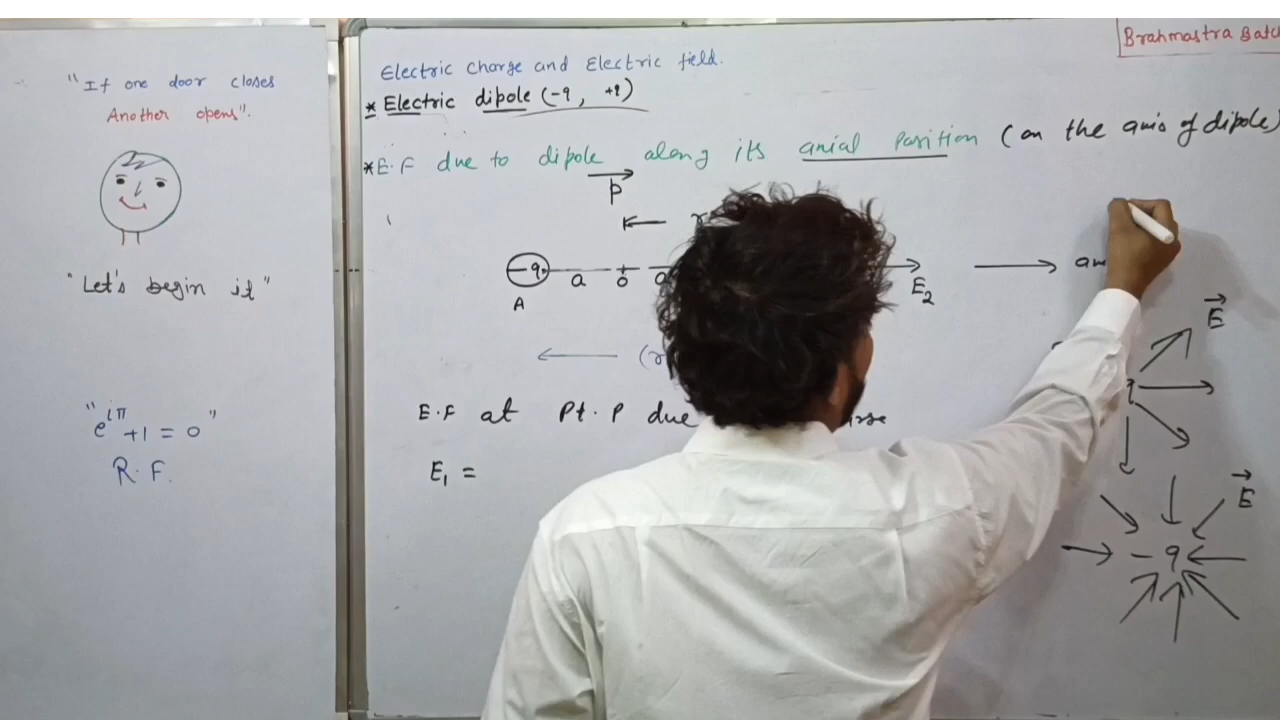 "If one door closes
Another opens".
"Let's begin it"
"e^iπ +1 = 0"
R.F.
Brahmastra Batc
Electric Charge and Electric field.
* Electric dipole (-q, +q)
* E.F due to dipole along its axial Position (on the axis of dipole)
p
-q
a
o
a
E₂
A
(r
E.F at Pt. P due
E₁ =
E
q
E
-q